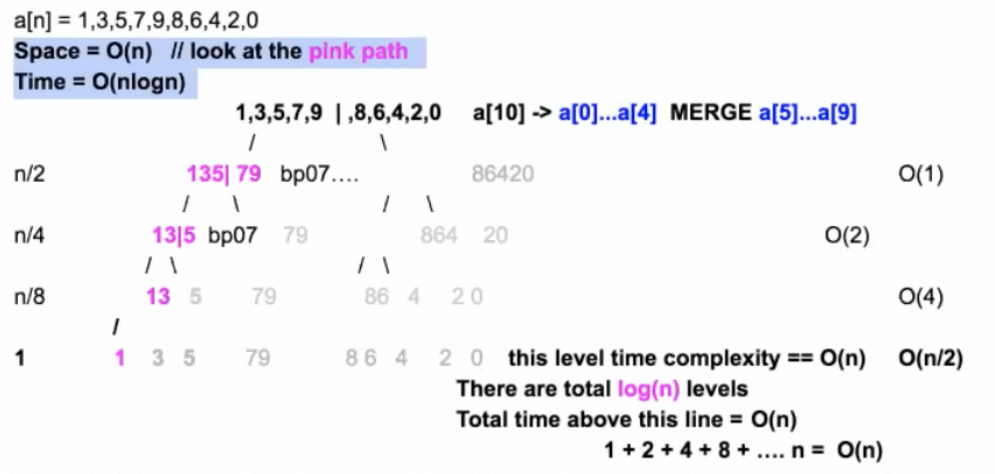 a[n] = 1,3,5,7,9,8,6,4,2,0
Space = O(n) // look at the pink path
Time = O(nlogn)
1,3,5,7,9 | ,8,6,4,2,0 a[10] -> a[0]...a[4] MERGE a[5]...a[9]
/ \
n/2 135| 79 bp07.... 86420 O(1)
/ \ / \
n/4 13|5 bp07 79 864 20 O(2)
/ \ / \
n/8 13 5 79 86 4 2 0 O(4)
/
1 1 3 5 79 8 6 4 2 0 this level time complexity == O(n) O(n/2)
There are total log(n) levels
Total time above this line = O(n)
1 + 2 + 4 + 8 + .... n = O(n)